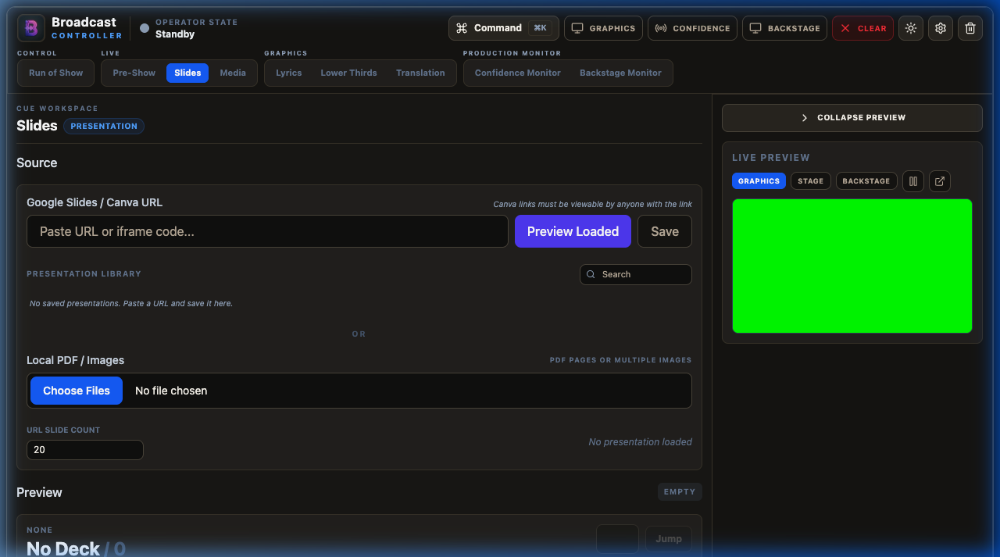 Broadcast
CONTROLLER
OPERATOR STATE
Standby
Command ⌘K
GRAPHICS
CONFIDENCE
BACKSTAGE
CLEAR
CONTROL
Run of Show
LIVE
Pre-Show Slides Media
GRAPHICS
Lyrics Lower Thirds Translation
PRODUCTION MONITOR
Confidence Monitor Backstage Monitor
CUE WORKSPACE
Slides PRESENTATION
Source
Google Slides / Canva URL
Canva links must be viewable by anyone with the link
Paste URL or iframe code...
Preview Loaded
Save
PRESENTATION LIBRARY
Search
No saved presentations. Paste a URL and save it here.
OR
Local PDF / Images
PDF PAGES OR MULTIPLE IMAGES
Choose Files No file chosen
URL SLIDE COUNT
20
No presentation loaded
Preview
EMPTY
NONE
No Deck / 0
Jump
COLLAPSE PREVIEW
LIVE PREVIEW
GRAPHICS STAGE BACKSTAGE